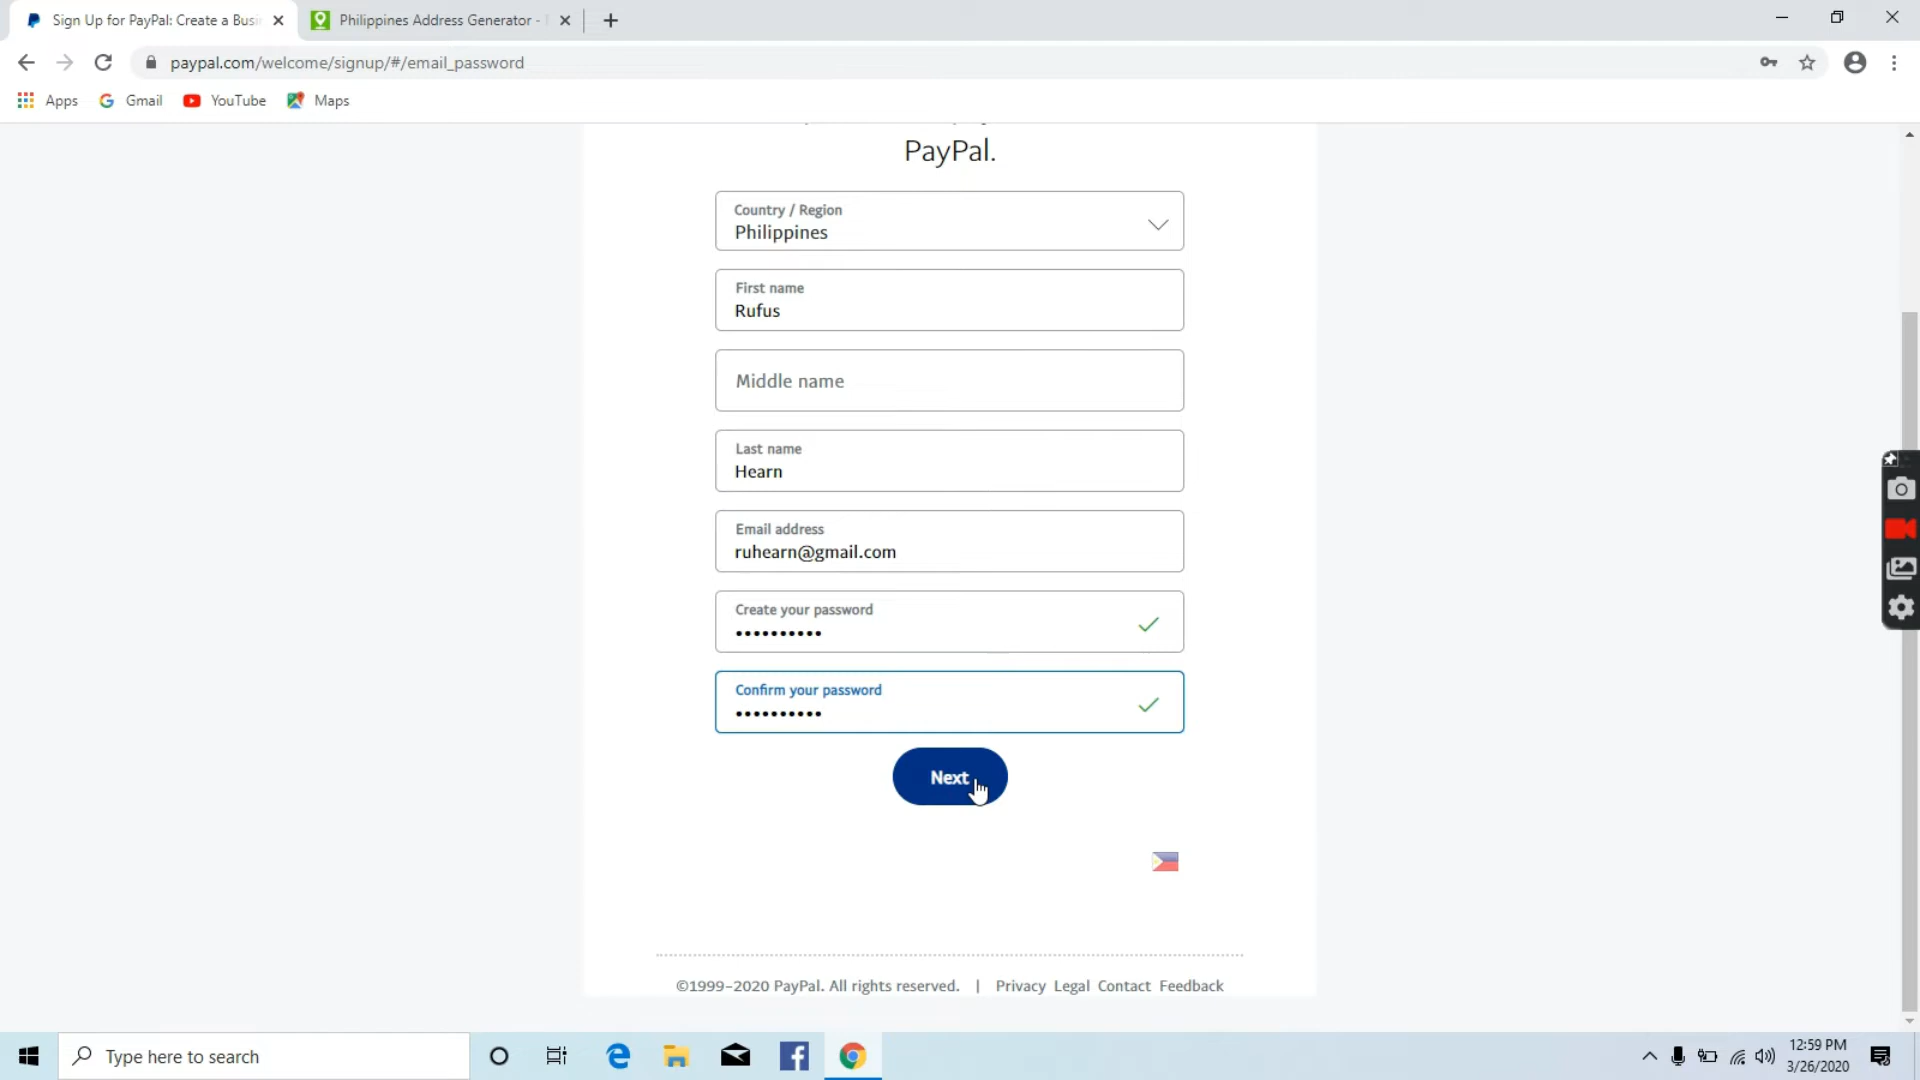 Sign Up for PayPal: Create a Busi
Philippines Address Generator -
paypal.com/welcome/signup/#/email_password
Apps
Gmail
YouTube
Maps
PayPal.
Country / Region
Philippines
First name
Rufus
Middle name
Last name
Hearn
Email address
ruhearn@gmail.com
Create your password
••••••••••
Confirm your password
••••••••••
Next
©1999–2020 PayPal. All rights reserved. | Privacy Legal Contact Feedback
Type here to search
12:59 PM
3/26/2020